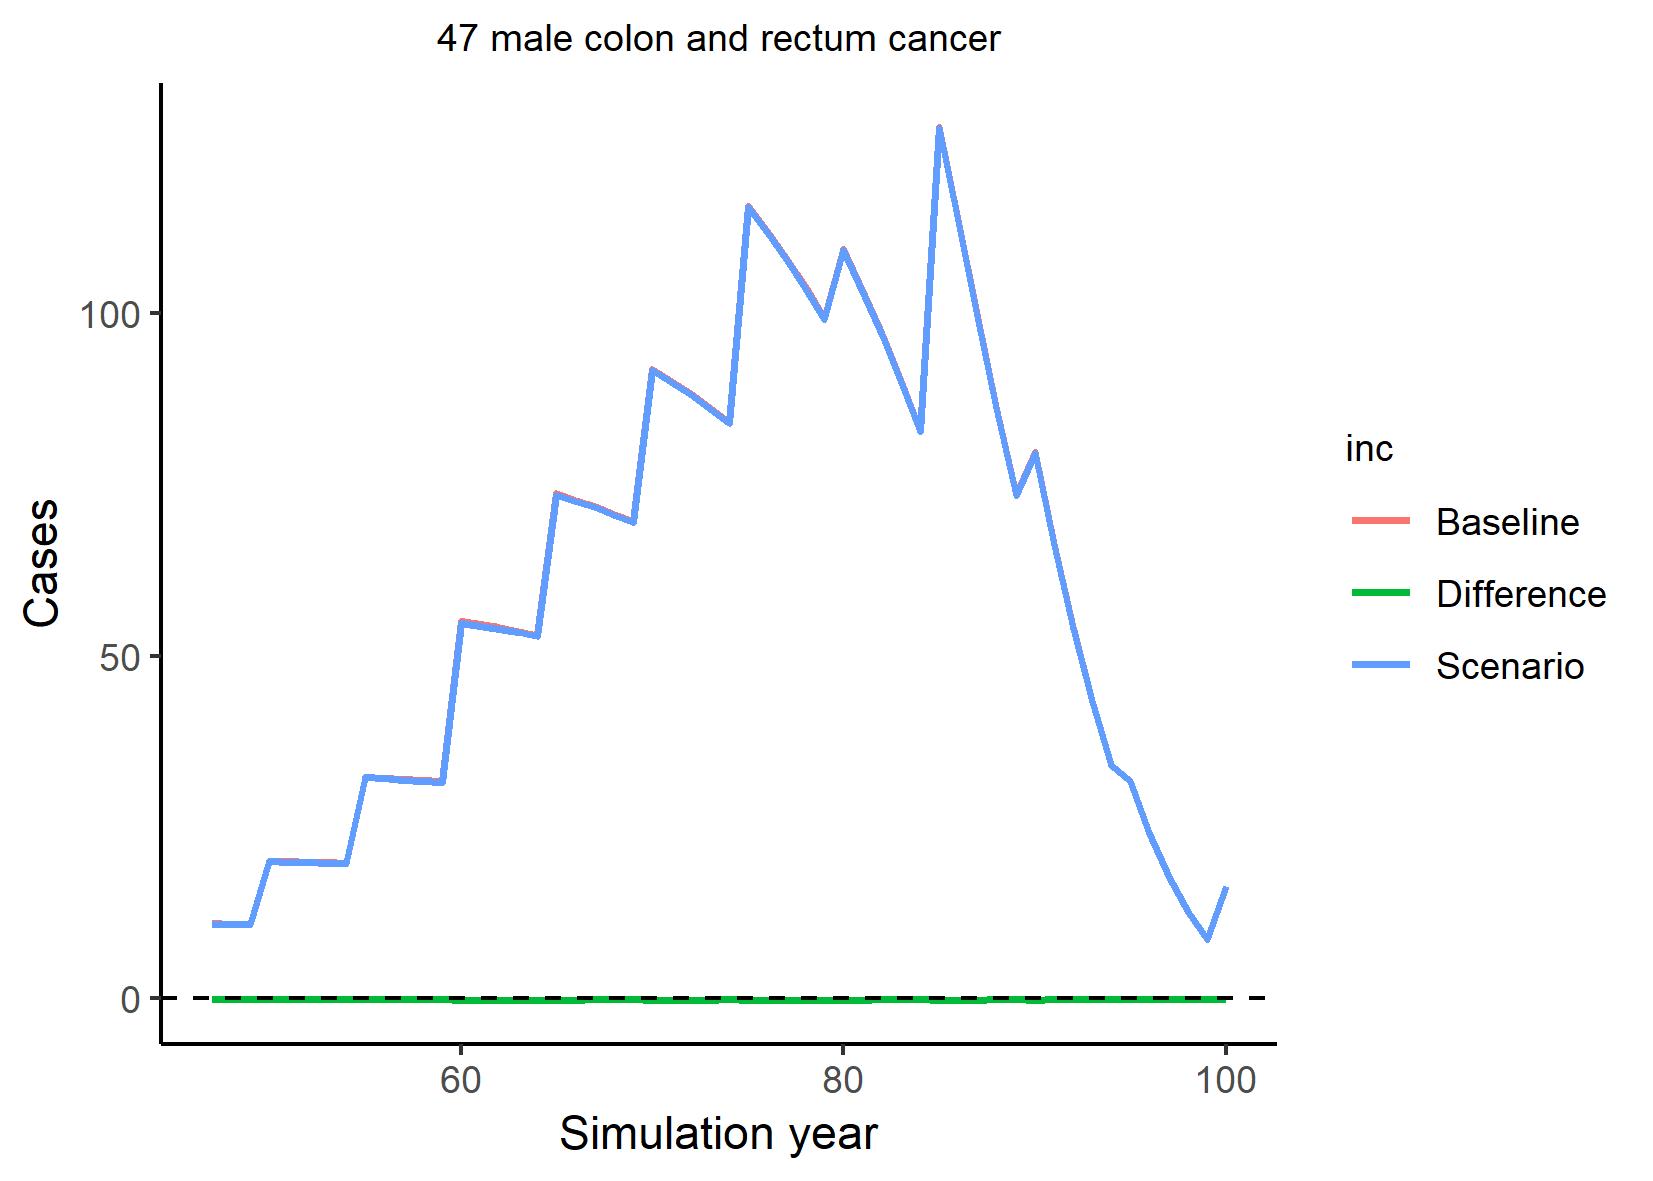 47 male colon and rectum cancer
Cases
100
50
0
60 80 100
Simulation year
inc
Baseline
Difference
Scenario